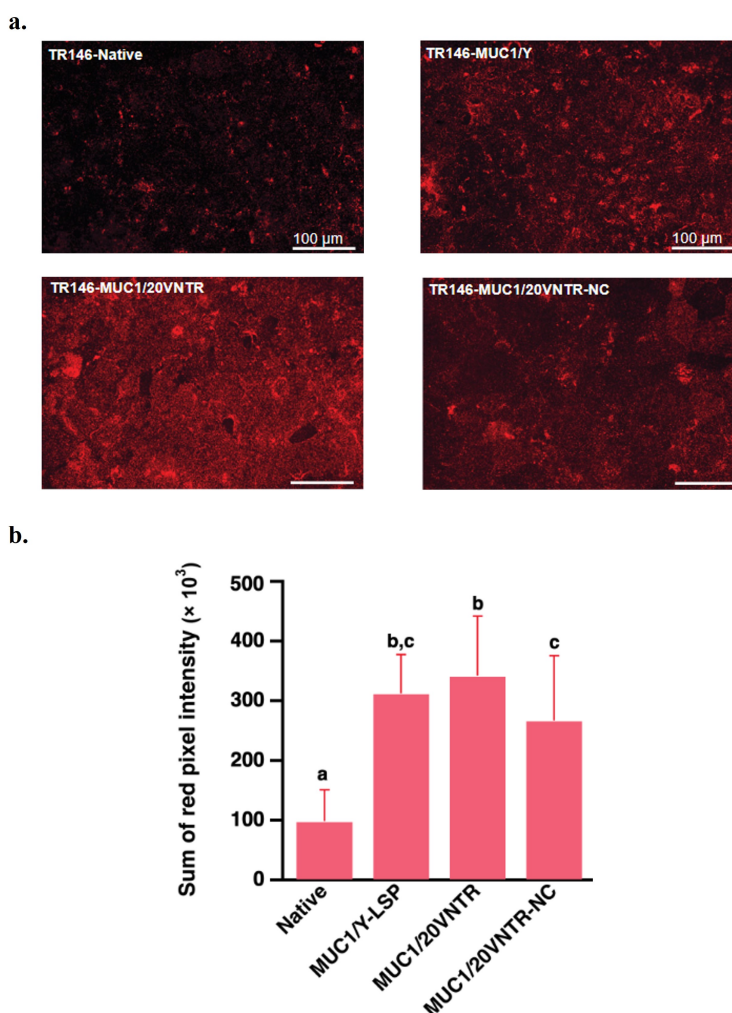 a.
TR146-Native
TR146-MUC1/Y
100 µm
100 µm
TR146-MUC1/20VNTR
TR146-MUC1/20VNTR-NC
b.
Sum of red pixel intensity (× 10³)
500
400
300
200
100
0
a
b,c
b
c
Native
MUC1/Y-LSP
MUC1/20VNTR
MUC1/20VNTR-NC